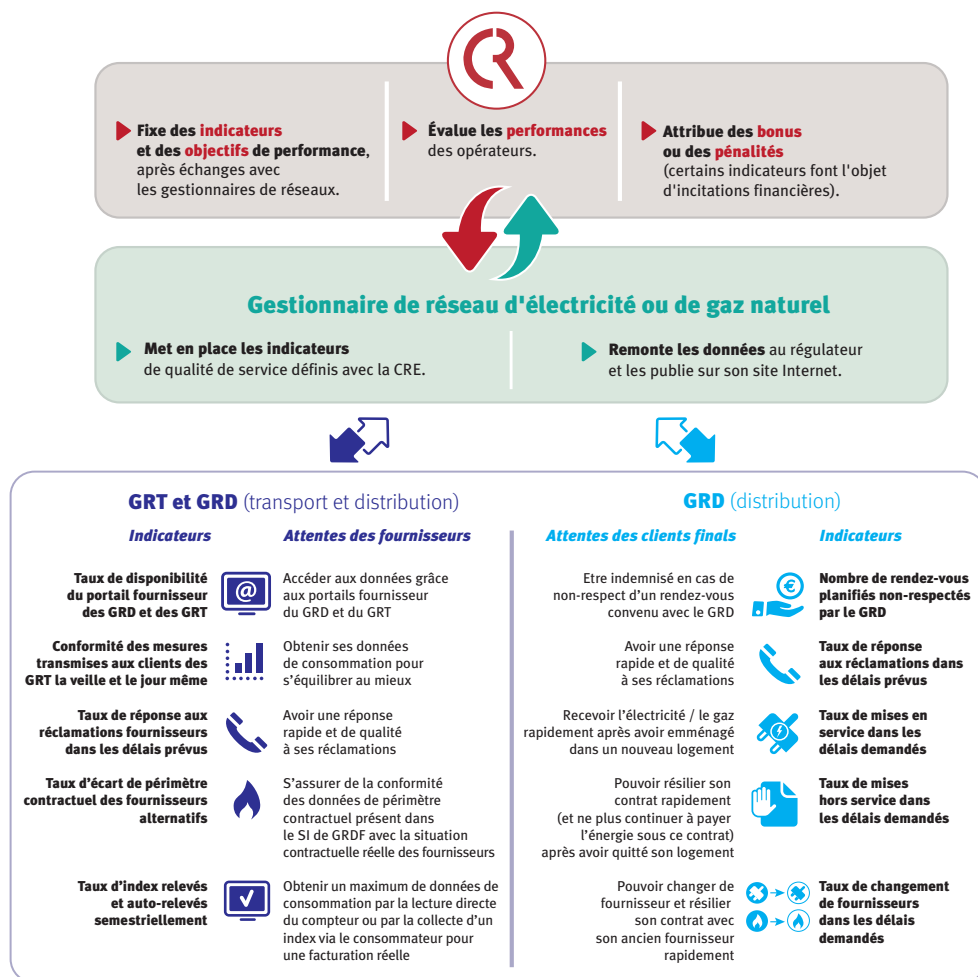 CR
Fixe des indicateurs
et des objectifs de performance,
après échanges avec
les gestionnaires de réseaux.
Évalue les performances
des opérateurs.
Attribue des bonus
ou des pénalités
(certains indicateurs font l'objet
d'incitations financières).
Gestionnaire de réseau d'électricité ou de gaz naturel
Met en place les indicateurs
de qualité de service définis avec la CRE.
Remonte les données au régulateur
et les publie sur son site Internet.
GRT et GRD (transport et distribution)
Indicateurs
Attentes des fournisseurs
Taux de disponibilité
du portail fournisseur
des GRD et des GRT
@
Accéder aux données grâce
aux portails fournisseur
du GRD et du GRT
Conformité des mesures
transmises aux clients des
GRT la veille et le jour même
Obtenir ses données
de consommation pour
s'équilibrer au mieux
Taux de réponse aux
réclamations fournisseurs
dans les délais prévus
Avoir une réponse
rapide et de qualité
à ses réclamations
Taux d'écart de périmètre
contractuel des fournisseurs
alternatifs
S'assurer de la conformité
des données de périmètre
contractuel présent dans
le SI de GRDF avec la situation
contractuelle réelle des fournisseurs
Taux d'index relevés
et auto-relevés
semestriellement
Obtenir un maximum de données de
consommation par la lecture directe
du compteur ou par la collecte d'un
index via le consommateur pour
une facturation réelle
GRD (distribution)
Attentes des clients finals
Indicateurs
Etre indemnisé en cas de
non-respect d'un rendez-vous
convenu avec le GRD
€
Nombre de rendez-vous
planifiés non-respectés
par le GRD
Avoir une réponse
rapide et de qualité
à ses réclamations
Taux de réponse
aux réclamations dans
les délais prévus
Recevoir l'électricité / le gaz
rapidement après avoir emménagé
dans un nouveau logement
Taux de mises en
service dans les
délais demandés
Pouvoir résilier son
contrat rapidement
(et ne plus continuer à payer
l'énergie sous ce contrat)
après avoir quitté son logement
Taux de mises
hors service dans
les délais demandés
Pouvoir changer de
fournisseur et résilier
son contrat avec
son ancien fournisseur
rapidement
Taux de changement
de fournisseurs
dans les délais
demandés